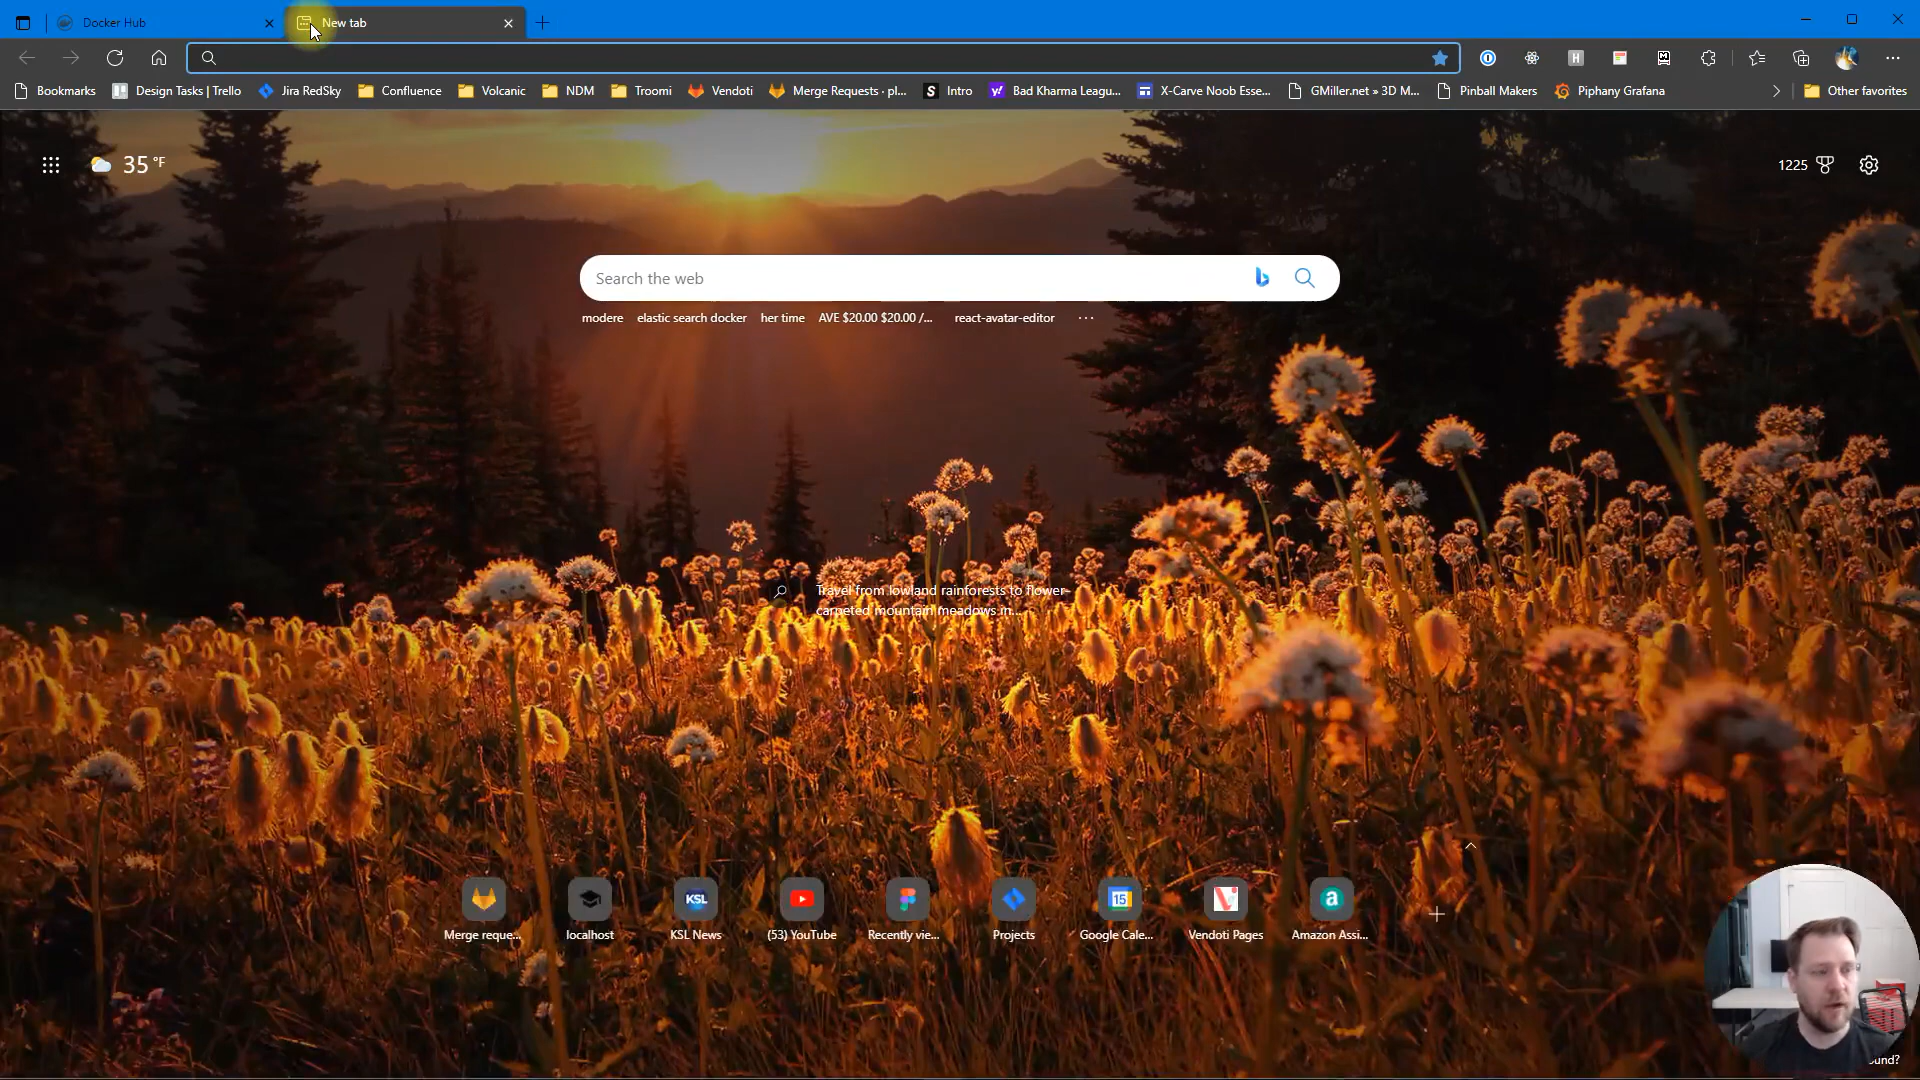 Docker Hub
New tab
Bookmarks
Design Tasks | Trello
Jira RedSky
Confluence
Volcanic
NDM
Troomi
Vendoti
Merge Requests · pl...
Intro
Bad Kharma Leagu...
X-Carve Noob Esse...
GMiller.net » 3D M...
Pinball Makers
Piphany Grafana
Other favorites
35 °F
1225
Search the web
modere
elastic search docker
her time
AVE $20.00 $20.00 /...
react-avatar-editor
Travel from lowland rainforests to flower-
carpeted mountain meadows in...
KSL
15
Merge reque...
localhost
KSL News
(53) YouTube
Recently vie...
Projects
Google Cale...
Vendoti Pages
Amazon Assi...